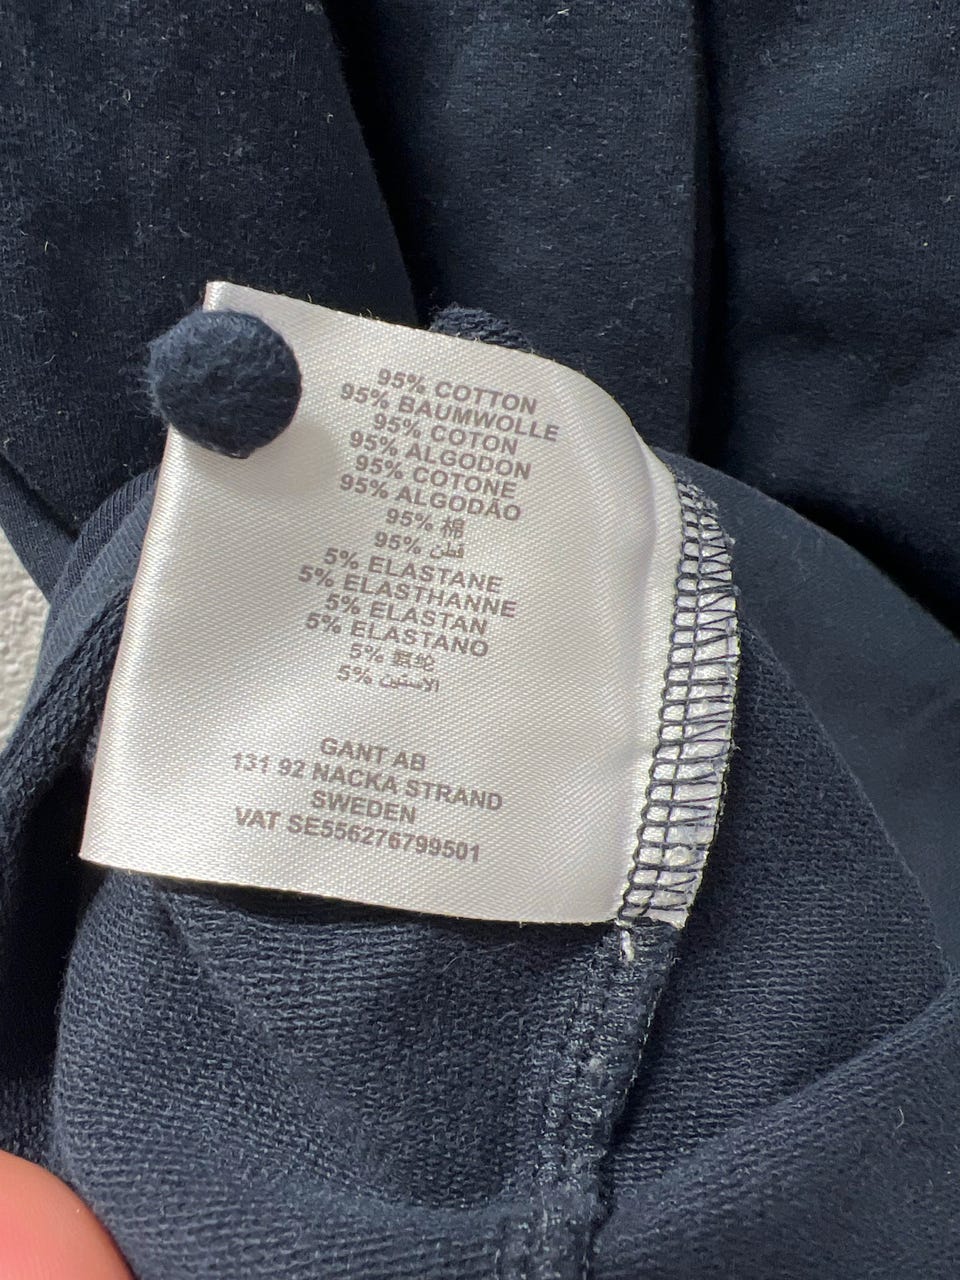 95% COTTON
95% BAUMWOLLE
95% COTON
95% ALGODON
95% COTONE
95% ALGODÃO
95% 棉
95% قطن
5% ELASTANE
5% ELASTHANNE
5% ELASTAN
5% ELASTANO
5% 氨纶
5% الاستيين
GANT AB
131 92 NACKA STRAND
SWEDEN
VAT SE556276799501